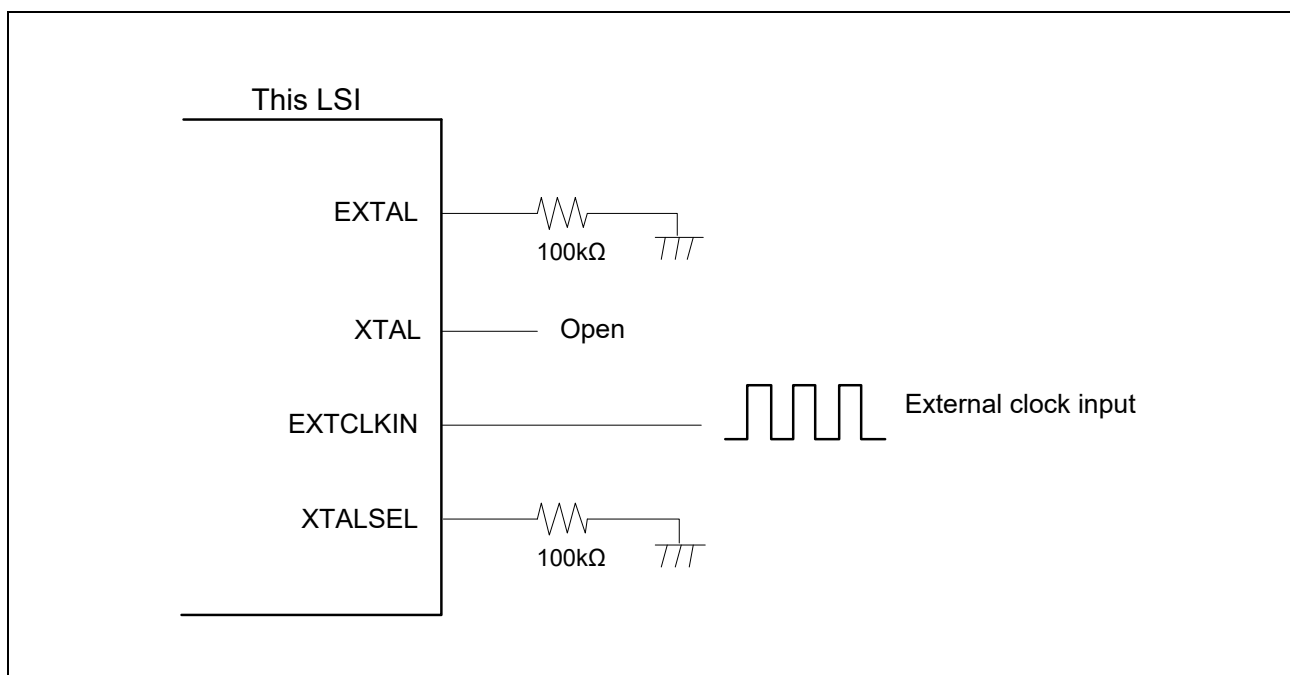 This LSI
EXTAL
100kΩ
XTAL
Open
EXTCLKIN
External clock input
XTALSEL
100kΩ